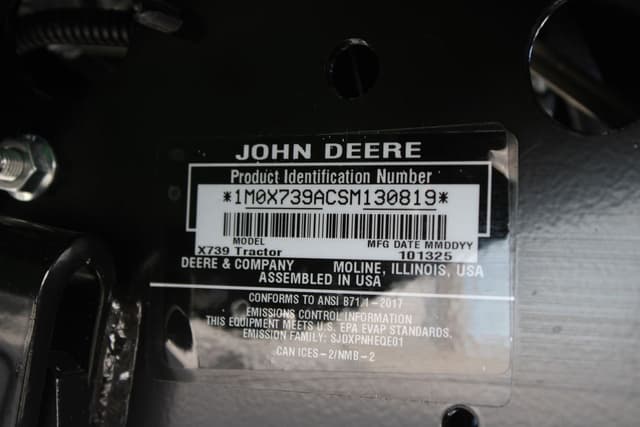 JOHN DEERE
Product Identification Number
*1M0X739ACSM130819*
MODEL MFG DATE MMDDYY
X739 Tractor 101325
DEERE & COMPANY MOLINE, ILLINOIS, USA
ASSEMBLED IN USA
CONFORMS TO ANSI B71.1-2017
EMISSIONS CONTROL INFORMATION
THIS EQUIPMENT MEETS U.S. EPA EVAP STANDARDS.
EMISSION FAMILY: SJDXPNHEQE01
CAN ICES-2/NMB-2